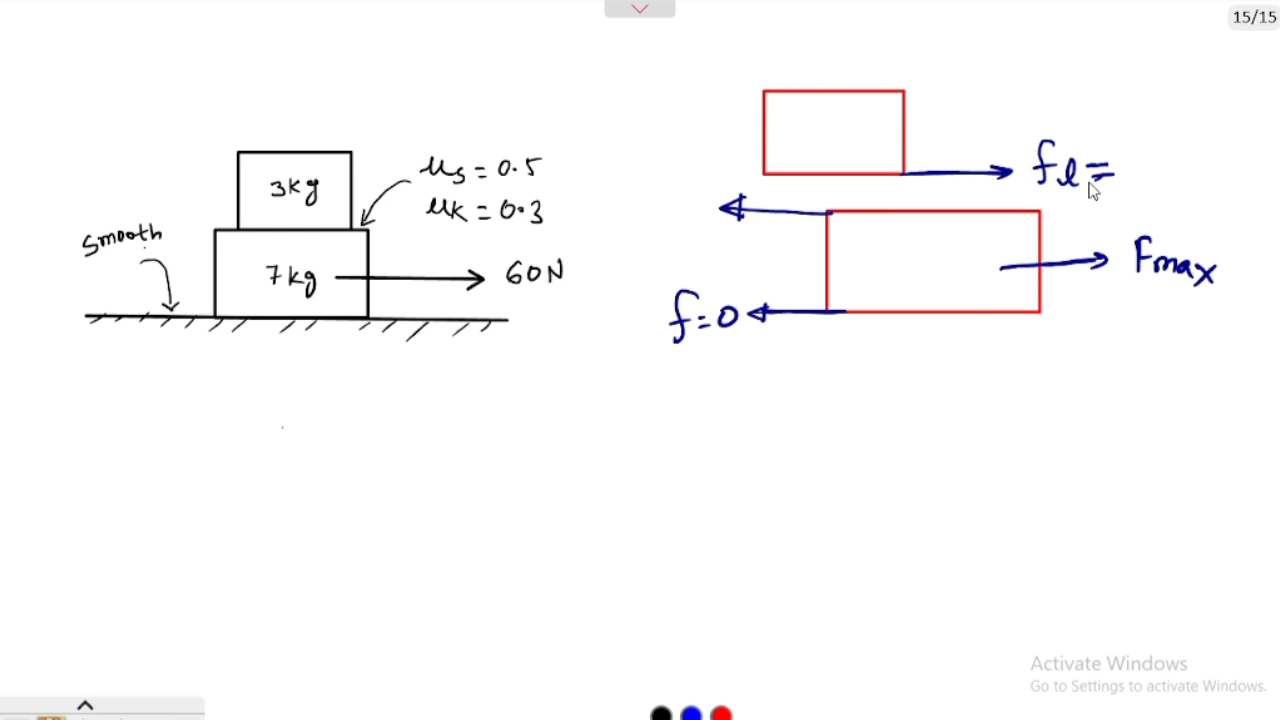 15/15
3kg
μs = 0.5
μk = 0.3
smooth
7kg
60N
fl =
Fmax
f=0
Activate Windows
Go to Settings to activate Windows.